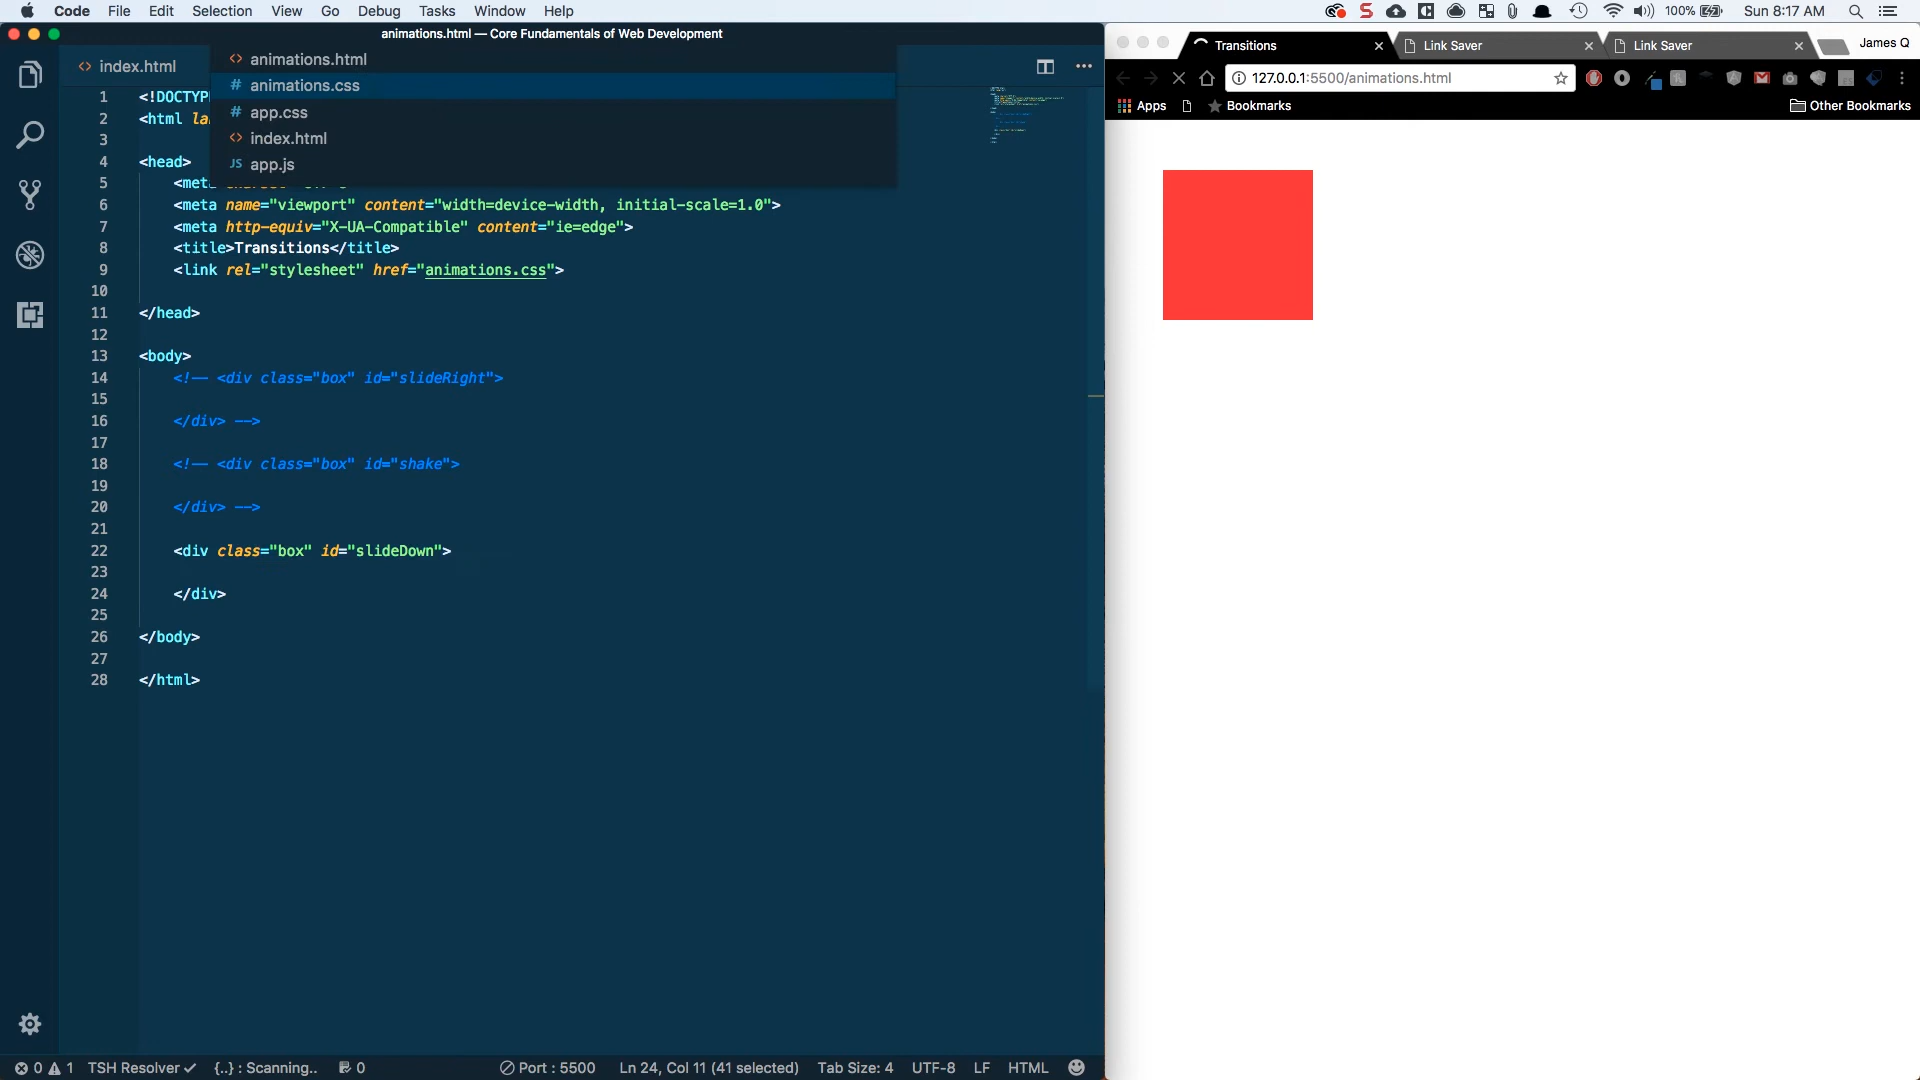 Code File Edit Selection View Go Debug Tasks Window Help
100% Sun 8:17 AM
animations.html — Core Fundamentals of Web Development
index.html
animations.html
# animations.css
# app.css
index.html
JS app.js
1 <!DOCTYP
2 <html la
3
4 <head>
5 <met
6 <meta name="viewport" content="width=device-width, initial-scale=1.0">
7 <meta http-equiv="X-UA-Compatible" content="ie=edge">
8 <title>Transitions</title>
9 <link rel="stylesheet" href="animations.css">
10
11 </head>
12
13 <body>
14 <!-- <div class="box" id="slideRight">
15
16 </div> -->
17
18 <!-- <div class="box" id="shake">
19
20 </div> -->
21
22 <div class="box" id="slideDown">
23
24 </div>
25
26 </body>
27
28 </html>
0 1 TSH Resolver {..} : Scanning.. 0 Port : 5500 Ln 24, Col 11 (41 selected) Tab Size: 4 UTF-8 LF HTML
Transitions Link Saver Link Saver James Q
127.0.0.1:5500/animations.html
Apps Bookmarks Other Bookmarks